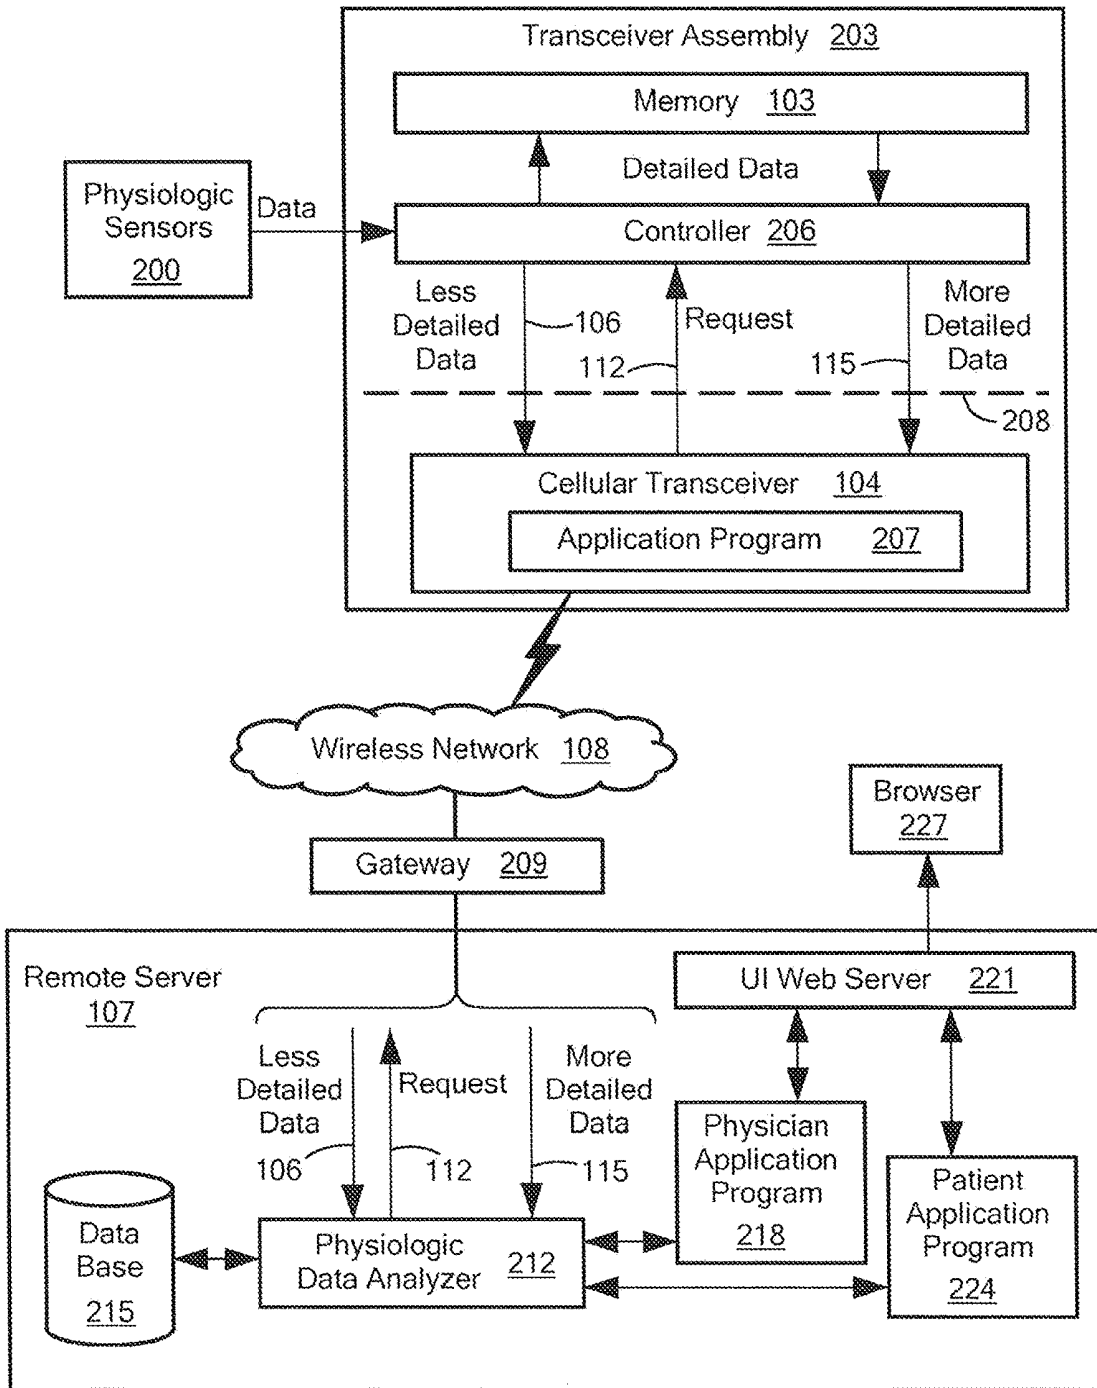 Transceiver Assembly 203
Memory 103
Detailed Data
Physiologic
Sensors
200
Data
Controller 206
Less
Detailed
Data
106
112
Request
115
More
Detailed
Data
208
Cellular Transceiver 104
Application Program 207
Wireless Network 108
Gateway 209
Browser
227
Remote Server
107
UI Web Server 221
Less
Detailed
Data
106
Request
112
More
Detailed
Data
115
Physician
Application
Program
218
Patient
Application
Program
224
Data
Base
215
Physiologic
Data Analyzer 212